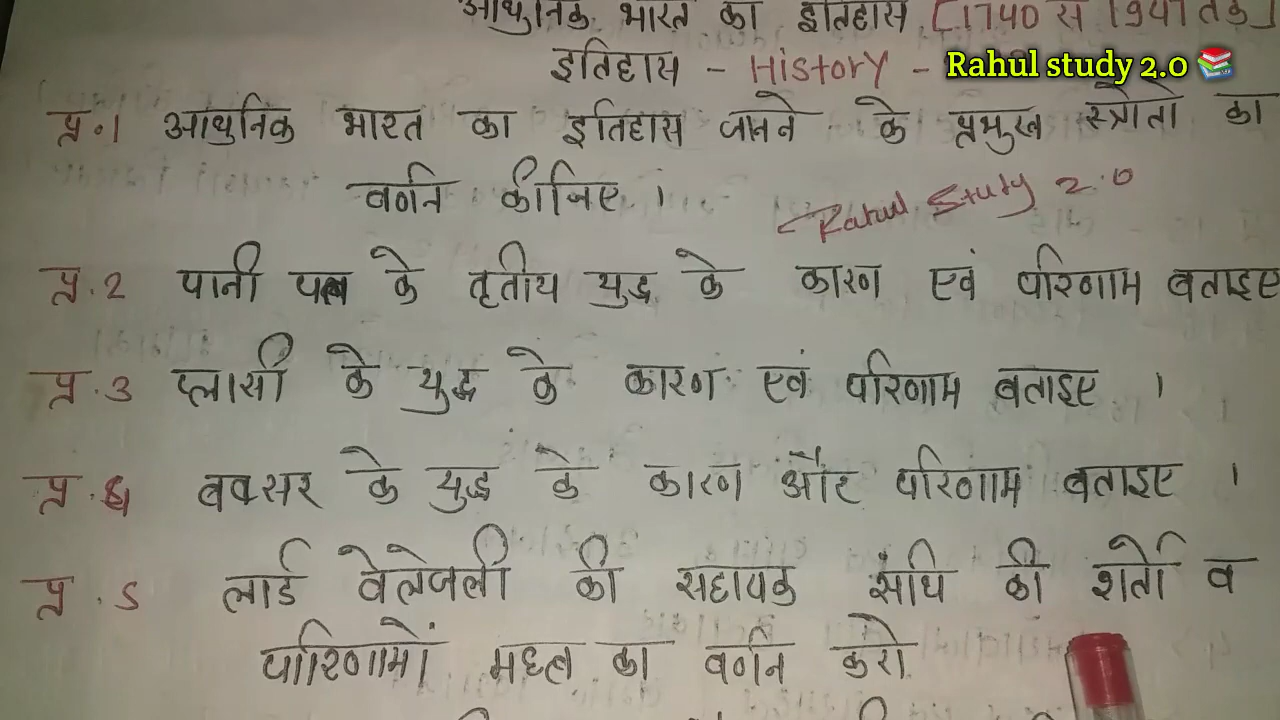 आधुनिक भारत का इतिहास [1740 से 1947 तक]
इतिहास - History -
Rahul study 2.0
प्र.1 आधुनिक भारत का इतिहास जानने के प्रमुख स्त्रोतो का
वर्णन कीजिए ।
Rahul Study 2.0
प्र.2 पानी पत के तृतीय युद्ध के कारण एवं परिणाम बताइए
प्र.3 प्लासी के युद्ध के कारण एवं परिणाम बताइए ।
प्र.4 बक्सर के युद्ध के कारण और परिणाम बताइए ।
प्र.5 लार्ड वेलेजली की सहायक संधि की शर्तो व
परिणामों महत्व का वर्णन करो